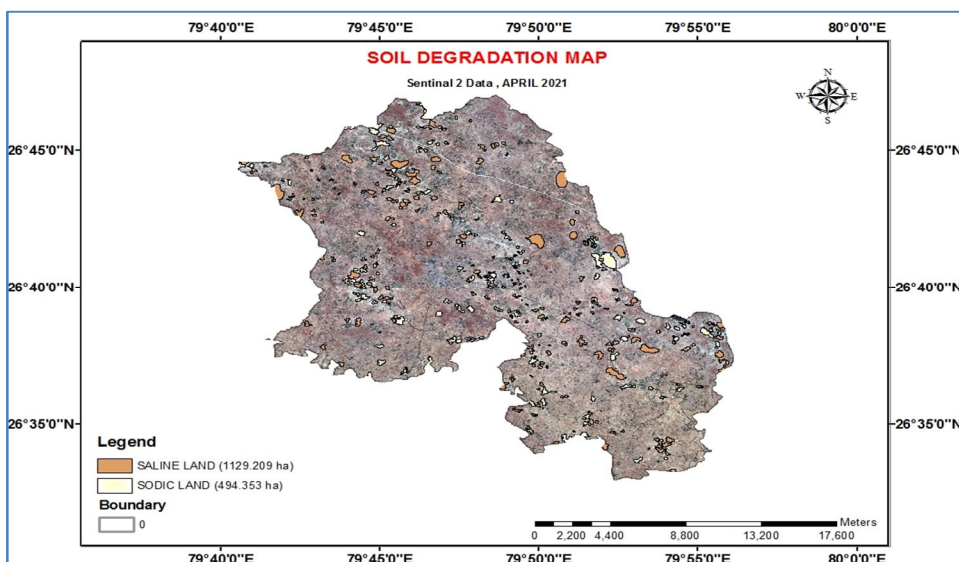 79°40'0"E 79°45'0"E 79°50'0"E 79°55'0"E 80°0'0"E
SOIL DEGRADATION MAP
Sentinal 2 Data , APRIL 2021
N
W E
S
26°45'0"N 26°45'0"N
26°40'0"N 26°40'0"N
26°35'0"N 26°35'0"N
Legend
SALINE LAND (1129.209 ha)
SODIC LAND (494.353 ha)
Boundary
0
Meters
0 2,200 4,400 8,800 13,200 17,600
79°40'0"E 79°45'0"E 79°50'0"E 79°55'0"E 80°0'0"E